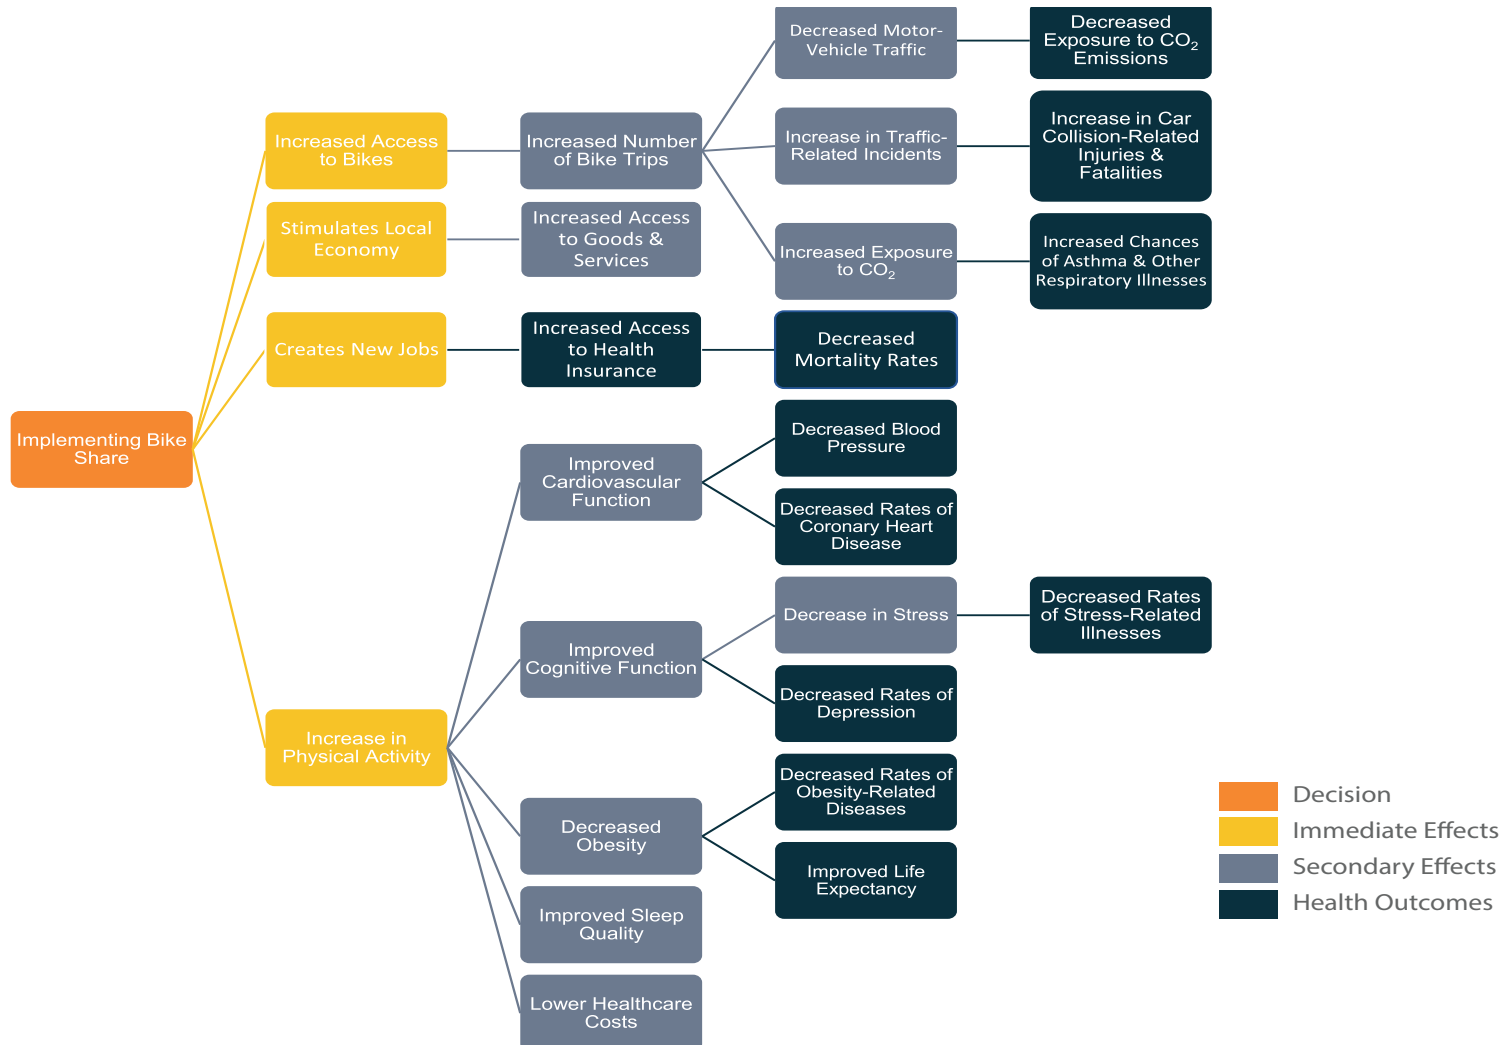 Decreased Motor-
Vehicle Traffic
Decreased
Exposure to CO₂
Emissions
Increased Access
to Bikes
Increased Number
of Bike Trips
Increase in Traffic-
Related Incidents
Increase in Car
Collision-Related
Injuries &
Fatalities
Stimulates Local
Economy
Increased Access
to Goods &
Services
Increased Exposure
to CO₂
Increased Chances
of Asthma & Other
Respiratory Illnesses
Creates New Jobs
Increased Access
to Health
Insurance
Decreased
Mortality Rates
Implementing Bike
Share
Improved
Cardiovascular
Function
Decreased Blood
Pressure
Decreased Rates of
Coronary Heart
Disease
Improved
Cognitive Function
Decrease in Stress
Decreased Rates
of Stress-Related
Illnesses
Decreased Rates of
Depression
Increase in
Physical Activity
Decreased
Obesity
Decreased Rates of
Obesity-Related
Diseases
Improved Life
Expectancy
Improved Sleep
Quality
Lower Healthcare
Costs
Decision
Immediate Effects
Secondary Effects
Health Outcomes